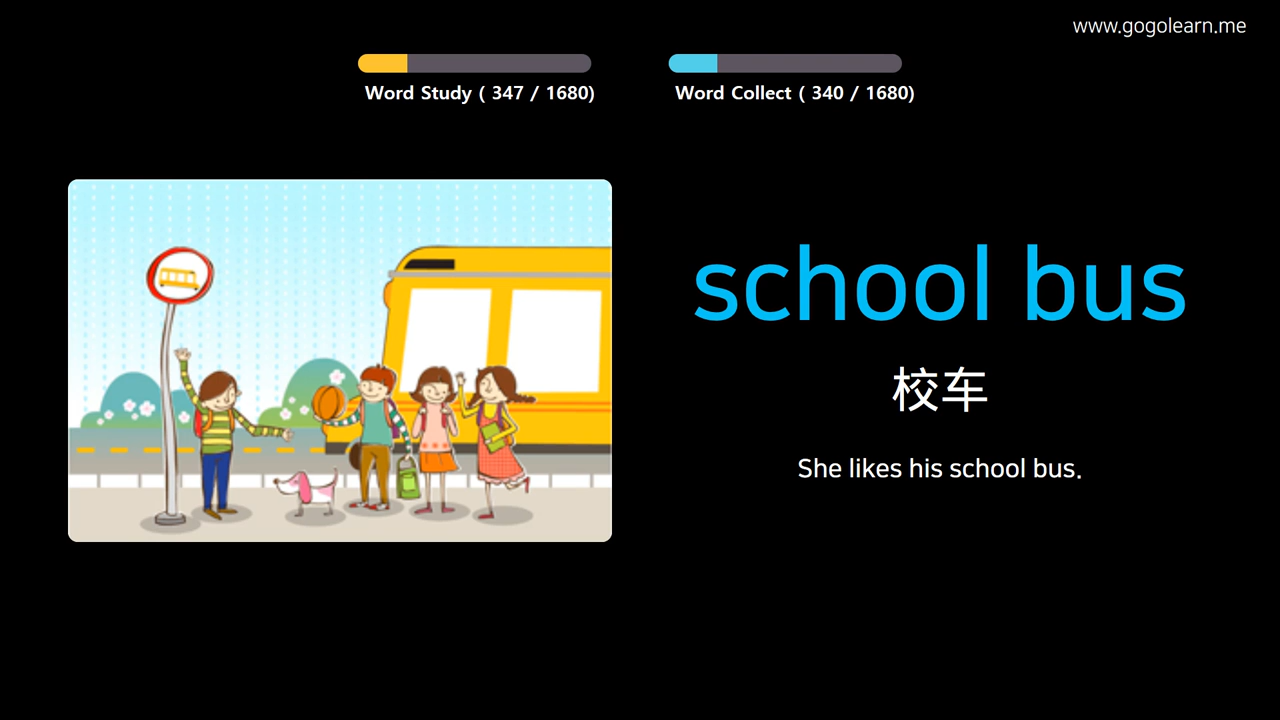 www.gogolearn.me
Word Study ( 347 / 1680)
Word Collect ( 340 / 1680)
school bus
校车
She likes his school bus.